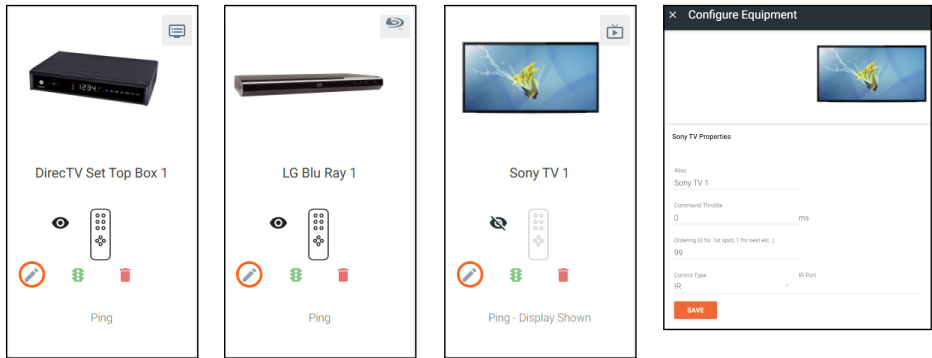 DirecTV Set Top Box 1
Ping
LG Blu Ray 1
Ping
Sony TV 1
Ping - Display Shown
× Configure Equipment
Sony TV Properties
Alias
Sony TV 1
Command Throttle
0 ms
Ordering (0 for 1st spot, 1 for next etc..)
99
Control Type IR Port
IR
SAVE